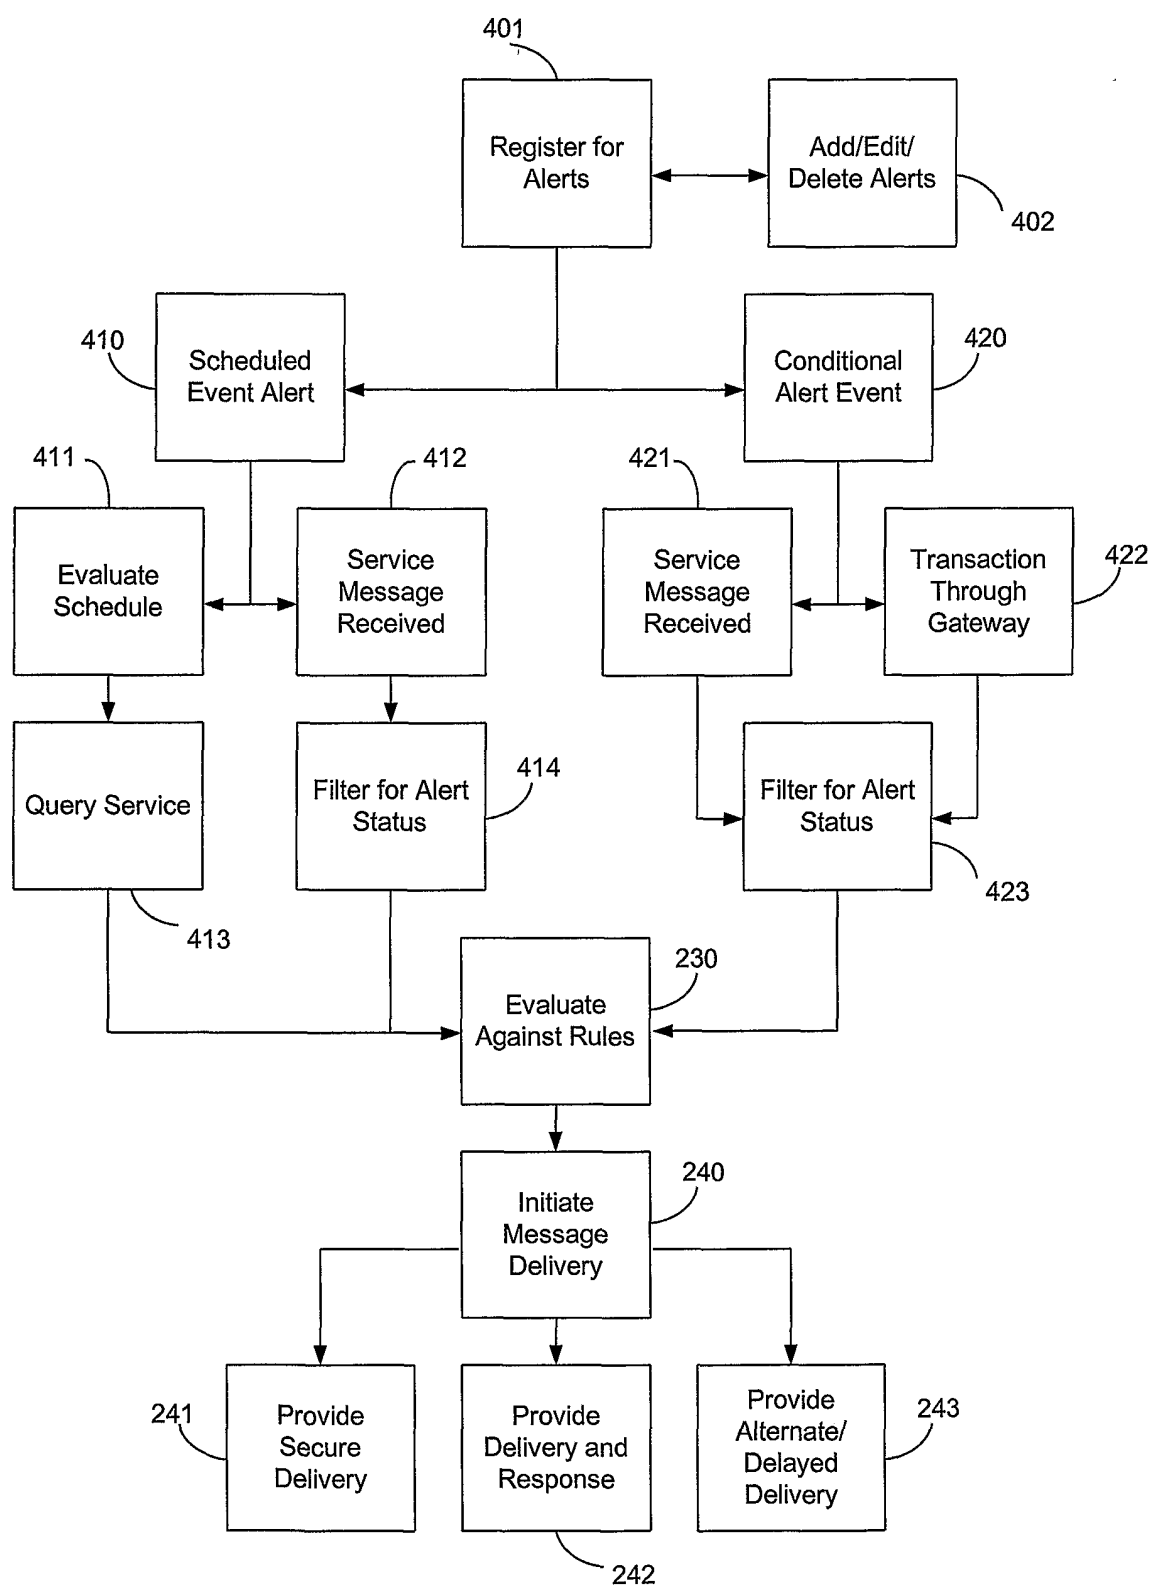 401
Register for
Alerts
Add/Edit/
Delete Alerts
402
410
Scheduled
Event Alert
Conditional
Alert Event
420
411
412
421
422
Evaluate
Schedule
Service
Message
Received
Service
Message
Received
Transaction
Through
Gateway
Query Service
413
Filter for Alert
Status
414
Filter for Alert
Status
423
Evaluate
Against Rules
230
Initiate
Message
Delivery
240
241
Provide
Secure
Delivery
Provide
Delivery and
Response
242
Provide
Alternate/
Delayed
Delivery
243